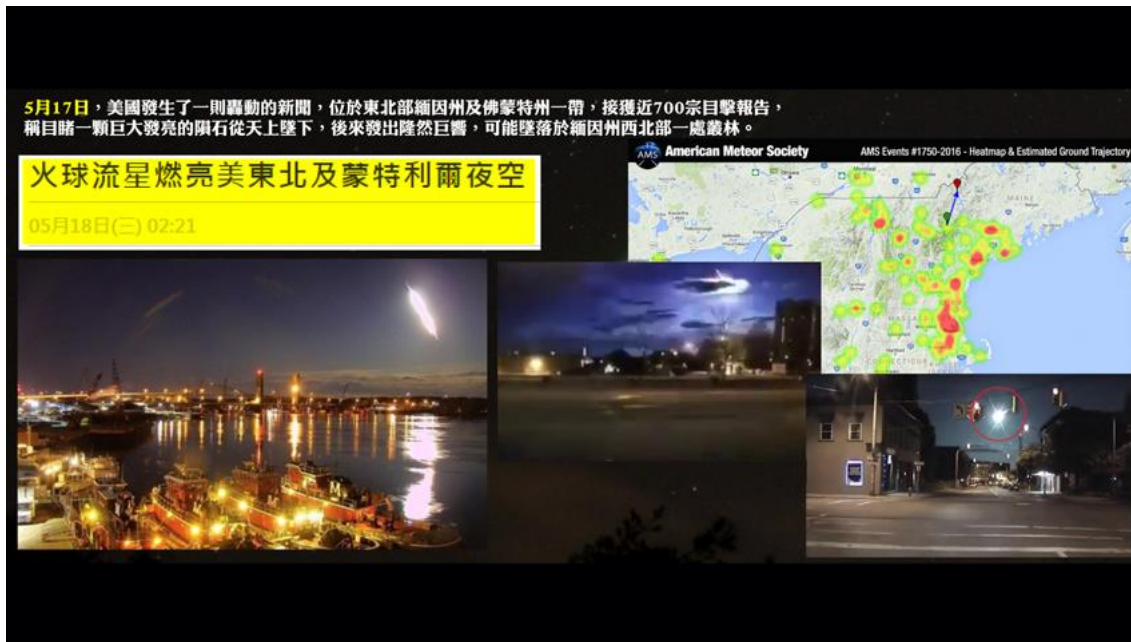 5月17日，美國發生了一則轟動的新聞，位於東北部緬因州及佛蒙特州一帶，接獲近700宗目擊報告，
稱目睹一顆巨大發亮的隕石從天上墜下，後來發出隆然巨響，可能墜落於緬因州西北部一處叢林。
火球流星燃亮美東北及蒙特利爾夜空
05月18日(三) 02:21
AMS American Meteor Society
AMS Events #1750-2016 - Heatmap & Estimated Ground Trajectory
Montreal
Ottawa
MAINE
Hartford
CONNECTICUT